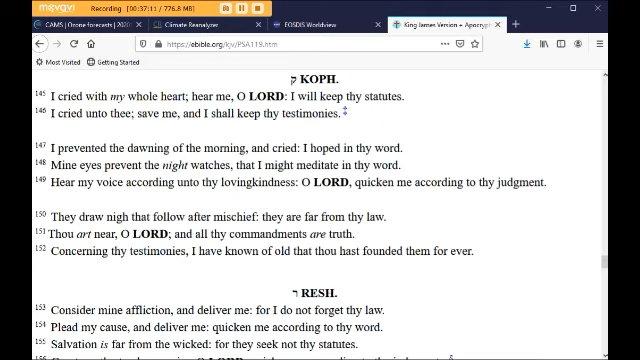 movavi Recording (00:37:11 / 776.8 MB)
CAMS | Ozone forecasts | 2020
Climate Reanalyzer
EOSDIS Worldview
King James Version + Apocryph
https://ebible.org/kjv/PSA119.htm
Most Visited Getting Started
ק KOPH.
145 I cried with my whole heart; hear me, O LORD: I will keep thy statutes.
146 I cried unto thee; save me, and I shall keep thy testimonies. ‡
147 I prevented the dawning of the morning, and cried: I hoped in thy word.
148 Mine eyes prevent the night watches, that I might meditate in thy word.
149 Hear my voice according unto thy lovingkindness: O LORD, quicken me according to thy judgment.
150 They draw nigh that follow after mischief: they are far from thy law.
151 Thou art near, O LORD; and all thy commandments are truth.
152 Concerning thy testimonies, I have known of old that thou hast founded them for ever.
ר RESH.
153 Consider mine affliction, and deliver me: for I do not forget thy law.
154 Plead my cause, and deliver me: quicken me according to thy word.
155 Salvation is far from the wicked: for they seek not thy statutes.